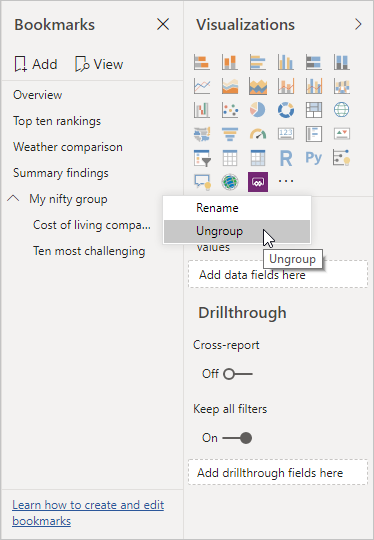 Bookmarks
Add
View
Overview
Top ten rankings
Weather comparison
Summary findings
My nifty group
Cost of living compa...
Ten most challenging
Learn how to create and edit
bookmarks
Visualizations
123
R
Py
Rename
Ungroup
Ungroup
Values
Add data fields here
Drillthrough
Cross-report
Off
Keep all filters
On
Add drillthrough fields here